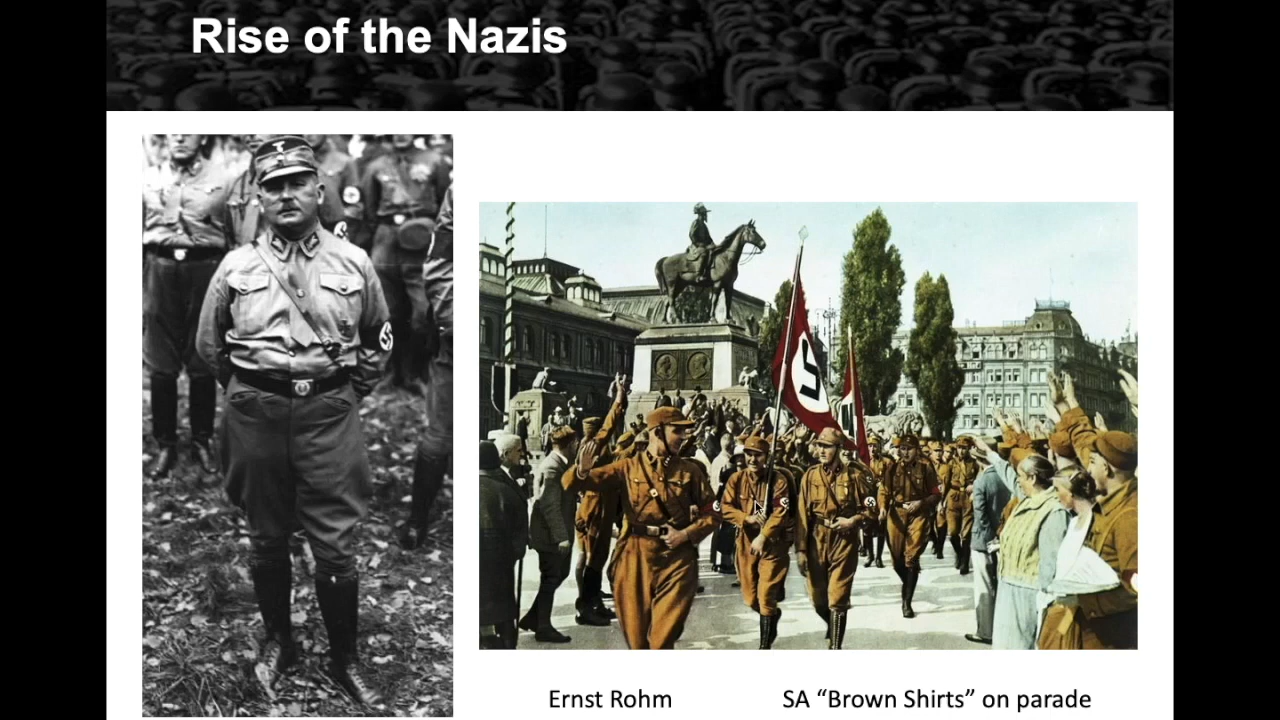 Rise of the Nazis
Ernst Rohm
SA “Brown Shirts” on parade